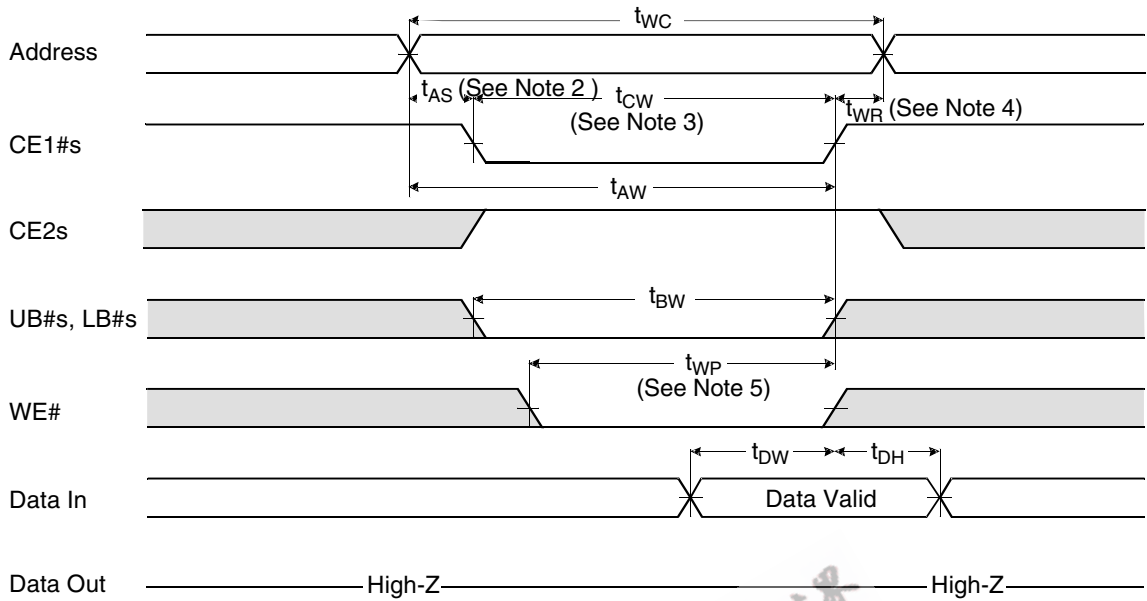 tWC
Address
tAS (See Note 2 )
tCW
(See Note 3)
tWR (See Note 4)
CE1#s
tAW
CE2s
tBW
UB#s, LB#s
tWP
(See Note 5)
WE#
tDW
tDH
Data In
Data Valid
Data Out
High-Z
High-Z